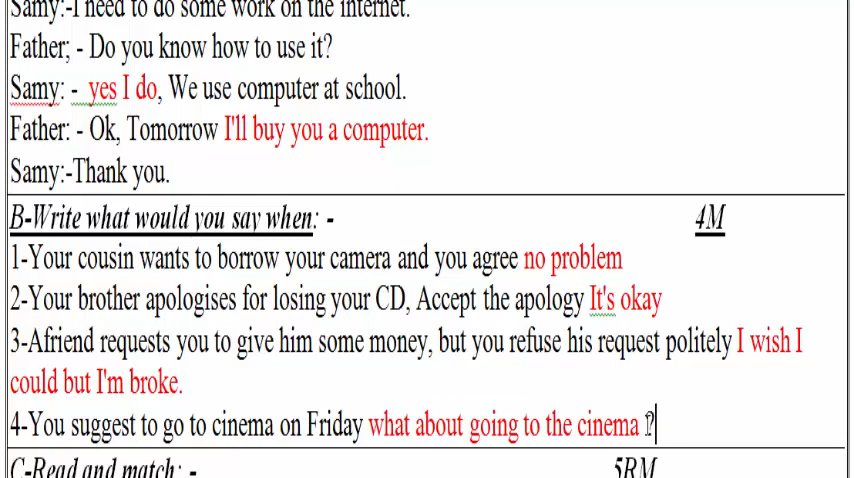 Samy:-I need to do some work on the internet.
Father; - Do you know how to use it?
Samy: - yes I do, We use computer at school.
Father: - Ok, Tomorrow I'll buy you a computer.
Samy:-Thank you.
B-Write what would you say when: - 4M
1-Your cousin wants to borrow your camera and you agree no problem
2-Your brother apologises for losing your CD, Accept the apology It's okay
3-Afriend requests you to give him some money, but you refuse his request politely I wish I
could but I'm broke.
4-You suggest to go to cinema on Friday what about going to the cinema ?
C-Read and match: - 5RM